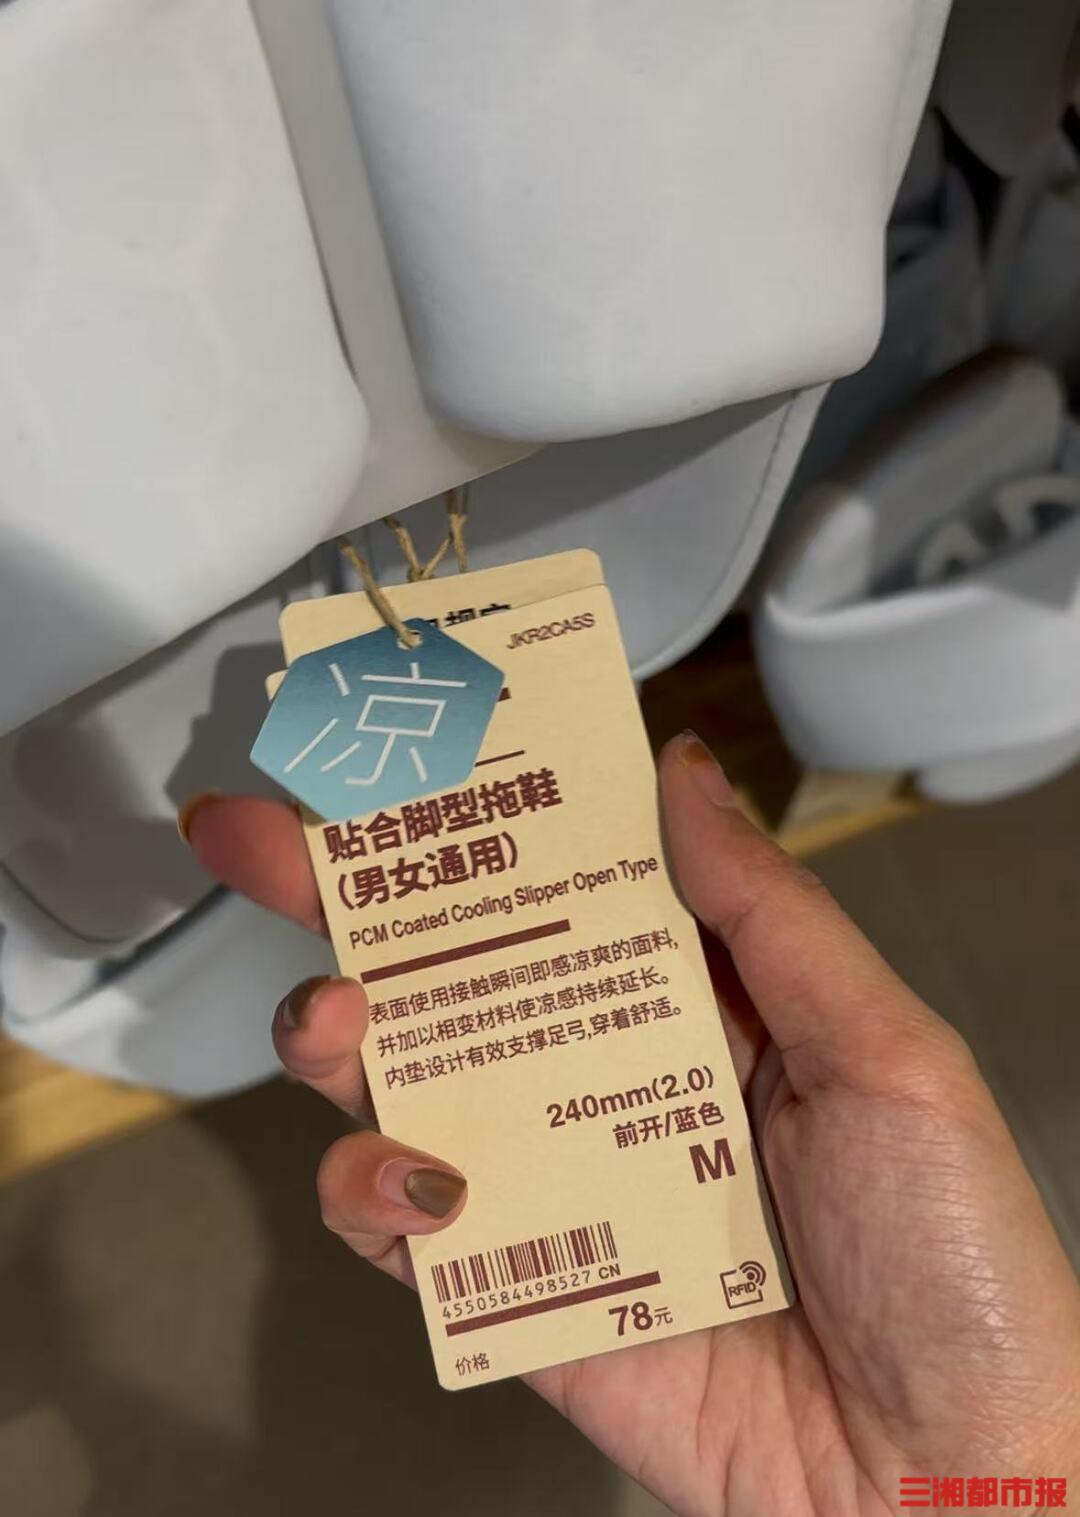 JKR2CA5S
凉
贴合脚型拖鞋
(男女通用)
PCM Coated Cooling Slipper Open Type
表面使用接触瞬间即感凉爽的面料,
并加以相变材料使凉感持续延长。
内垫设计有效支撑足弓,穿着舒适。
240mm(2.0)
前开/蓝色
M
4550584498527 CN
RFID
78元
价格
三湘都市报